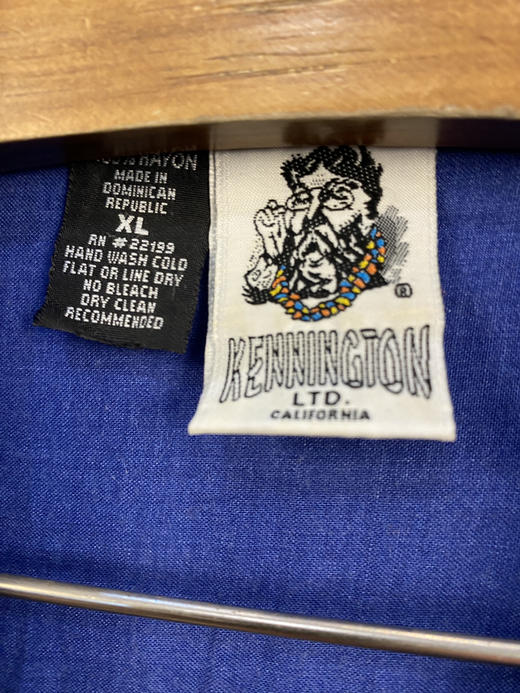 RAYON
MADE IN
DOMINICAN
REPUBLIC
XL
RN #22199
HAND WASH COLD
FLAT OR LINE DRY
NO BLEACH
DRY CLEAN
RECOMMENDED
®
KENNINGTON
LTD.
CALIFORNIA